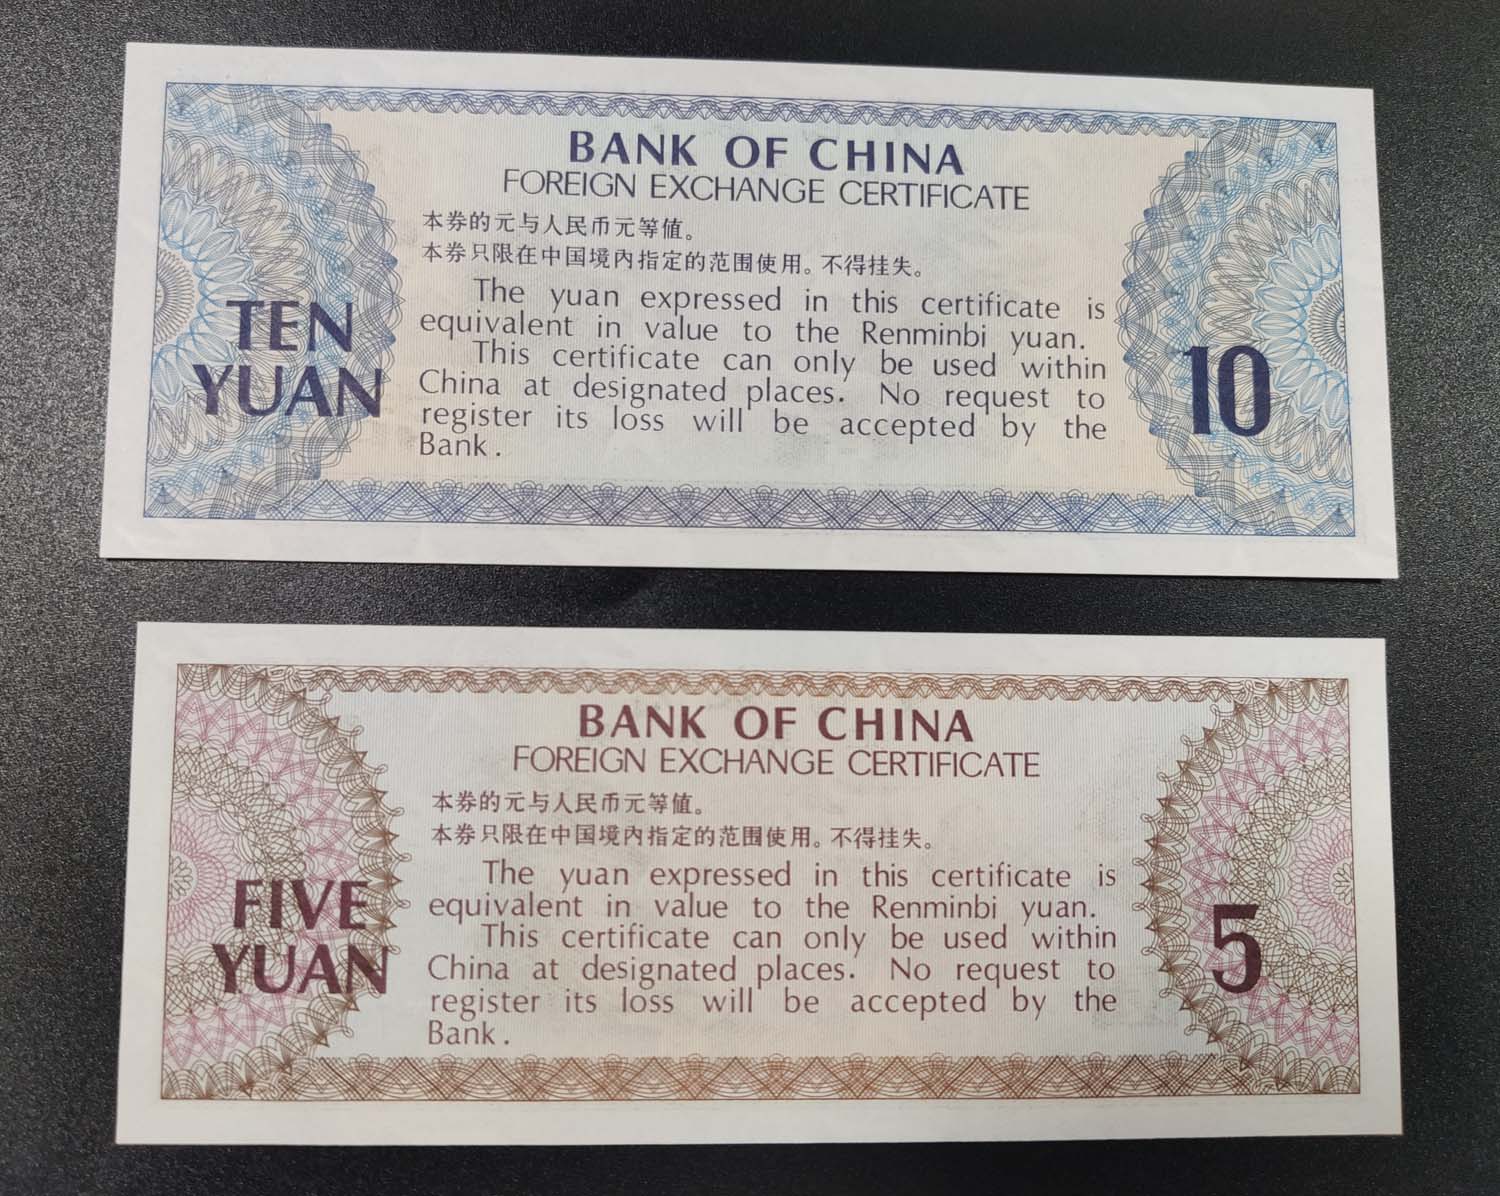 BANK OF CHINA
FOREIGN EXCHANGE CERTIFICATE
本券的元与人民币元等值。
本券只限在中国境内指定的范围使用。不得挂失。
The yuan expressed in this certificate is
equivalent in value to the Renminbi yuan.
This certificate can only be used within
China at designated places. No request to
register its loss will be accepted by the
Bank.
TEN
YUAN
10
BANK OF CHINA
FOREIGN EXCHANGE CERTIFICATE
本券的元与人民币元等值。
本券只限在中国境内指定的范围使用。不得挂失。
The yuan expressed in this certificate is
equivalent in value to the Renminbi yuan.
This certificate can only be used within
China at designated places. No request to
register its loss will be accepted by the
Bank.
FIVE
YUAN
5